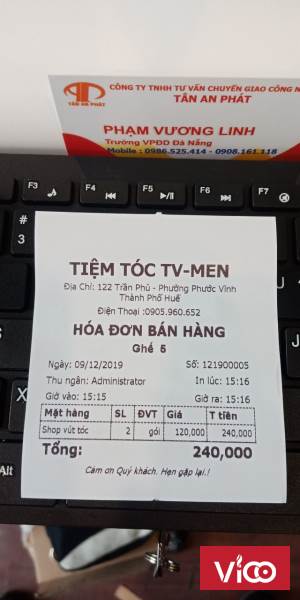 CÔNG TY TNHH TƯ VẤN CHUYỂN GIAO CÔNG N
TÂN AN PHÁT
TÂN AN PHÁT
PHẠM VƯƠNG LINH
Trưởng VPĐD Đà Nẵng
Mobile : 0986.525.414 - 0908.161.118
F3 F4 F5 F6 F7
#
3
TIỆM TÓC TV-MEN
Địa Chỉ: 122 Trần Phú - Phường Phước Vĩnh
Thành Phố Huế
Điện Thoại :0905.960.652
HÓA ĐƠN BÁN HÀNG
Ghế 5
Ngày: 09/12/2019 Số: 121900005
Thu ngân: Administrator In lúc: 15:16
Giờ vào: 15:15 Giờ ra: 15:16
Mặt hàng SL ĐVT Giá T tiền
Shop vút tóc 2 gói 120,000 240,000
Tổng: 240,000
Cám ơn Quý khách. Hẹn gặp lại.!
X
Alt
VICO